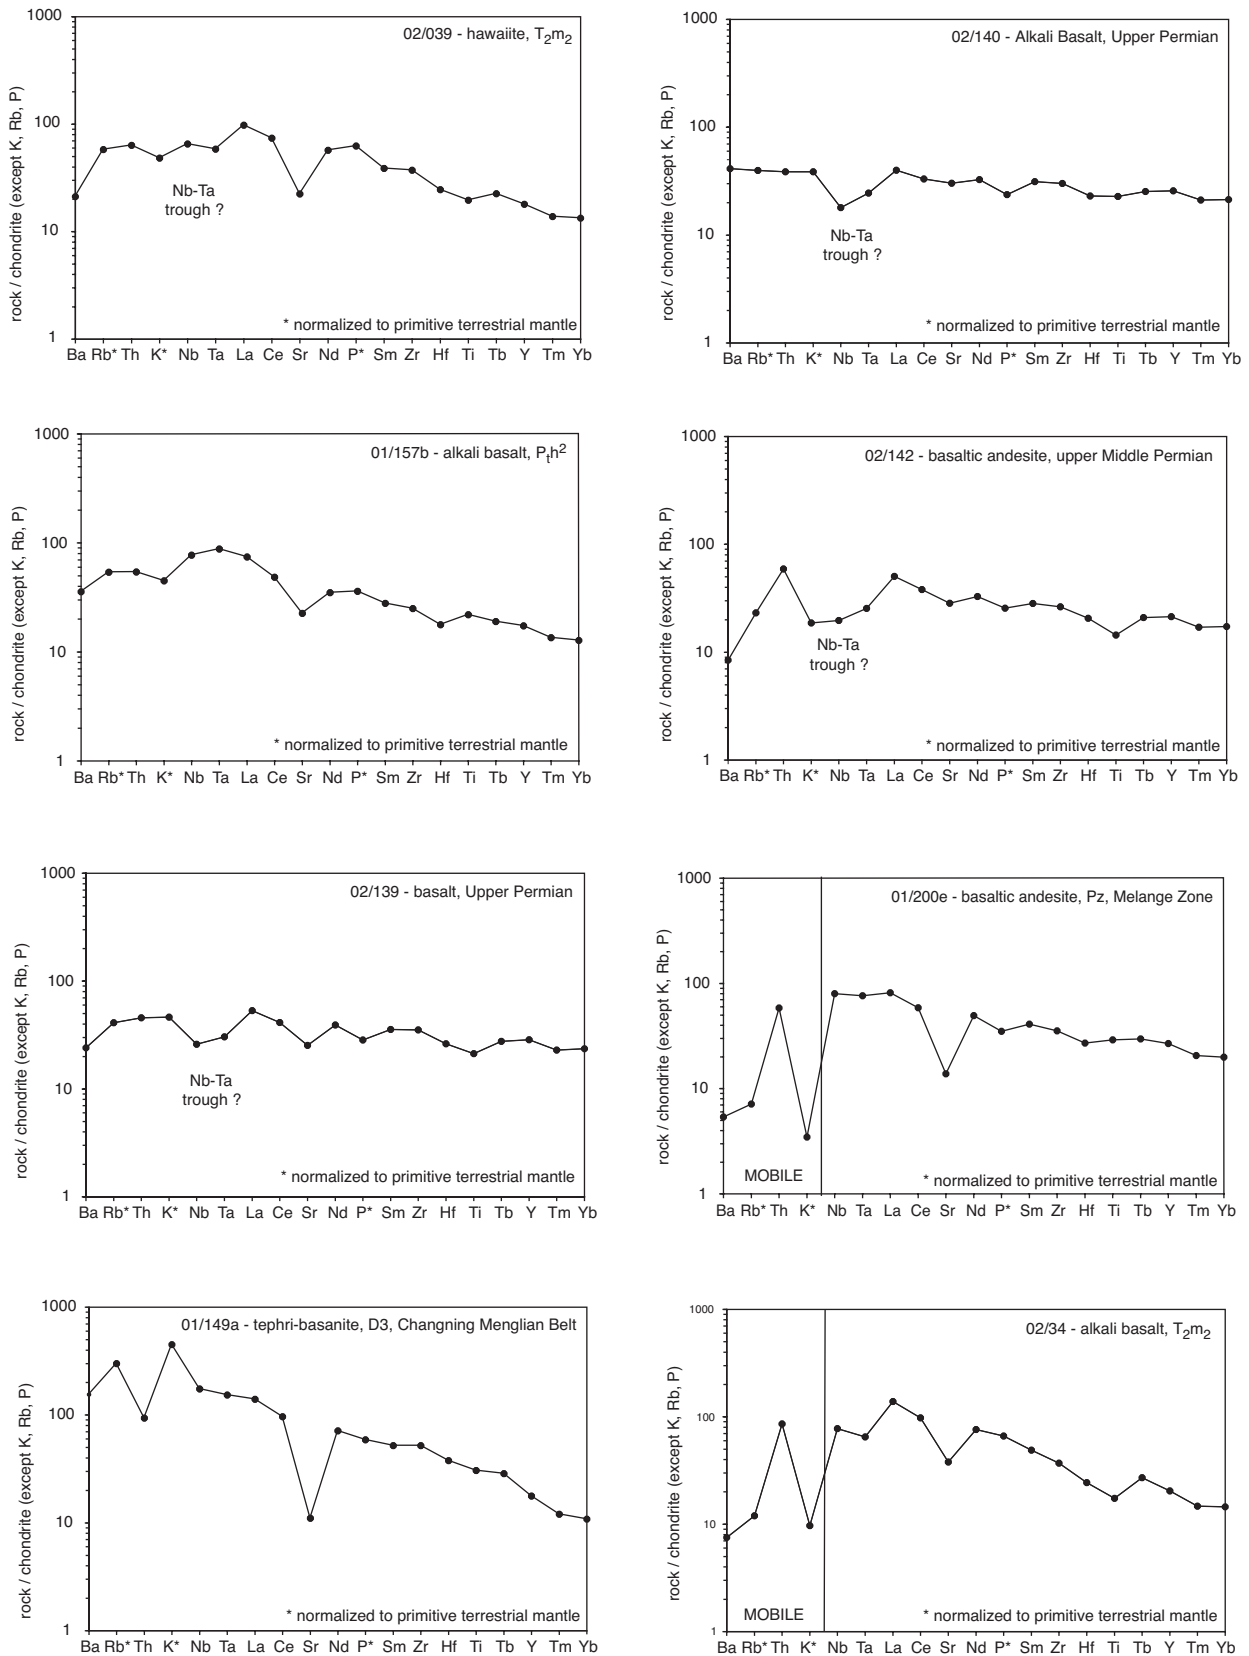 02/039 - hawaiite, T2m2
rock / chondrite (except K, Rb, P)
1000
100
10
1
Nb-Ta
trough ?
* normalized to primitive terrestrial mantle
Ba Rb* Th K* Nb Ta La Ce Sr Nd P* Sm Zr Hf Ti Tb Y Tm Yb
02/140 - Alkali Basalt, Upper Permian
rock / chondrite (except K, Rb, P)
1000
100
10
1
Nb-Ta
trough ?
* normalized to primitive terrestrial mantle
Ba Rb* Th K* Nb Ta La Ce Sr Nd P* Sm Zr Hf Ti Tb Y Tm Yb
01/157b - alkali basalt, Pth2
rock / chondrite (except K, Rb, P)
1000
100
10
1
* normalized to primitive terrestrial mantle
Ba Rb* Th K* Nb Ta La Ce Sr Nd P* Sm Zr Hf Ti Tb Y Tm Yb
02/142 - basaltic andesite, upper Middle Permian
rock / chondrite (except K, Rb, P)
1000
100
10
1
Nb-Ta
trough ?
* normalized to primitive terrestrial mantle
Ba Rb* Th K* Nb Ta La Ce Sr Nd P* Sm Zr Hf Ti Tb Y Tm Yb
02/139 - basalt, Upper Permian
rock / chondrite (except K, Rb, P)
1000
100
10
1
Nb-Ta
trough ?
* normalized to primitive terrestrial mantle
Ba Rb* Th K* Nb Ta La Ce Sr Nd P* Sm Zr Hf Ti Tb Y Tm Yb
01/200e - basaltic andesite, Pz, Melange Zone
rock / chondrite (except K, Rb, P)
1000
100
10
1
MOBILE
* normalized to primitive terrestrial mantle
Ba Rb* Th K* Nb Ta La Ce Sr Nd P* Sm Zr Hf Ti Tb Y Tm Yb
01/149a - tephri-basanite, D3, Changning Menglian Belt
rock / chondrite (except K, Rb, P)
1000
100
10
1
* normalized to primitive terrestrial mantle
Ba Rb* Th K* Nb Ta La Ce Sr Nd P* Sm Zr Hf Ti Tb Y Tm Yb
02/34 - alkali basalt, T2m2
rock / chondrite (except K, Rb, P)
1000
100
10
1
MOBILE
* normalized to primitive terrestrial mantle
Ba Rb* Th K* Nb Ta La Ce Sr Nd P* Sm Zr Hf Ti Tb Y Tm Yb